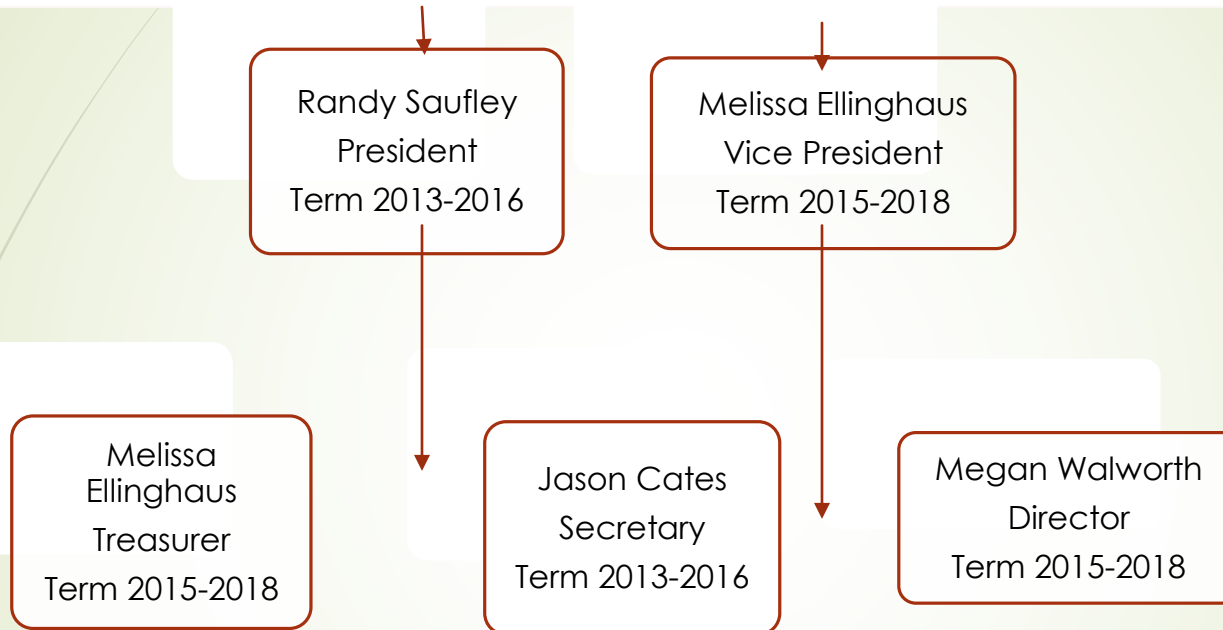 Randy Saufley
President
Term 2013-2016
Melissa Ellinghaus
Vice President
Term 2015-2018
Melissa
Ellinghaus
Treasurer
Term 2015-2018
Jason Cates
Secretary
Term 2013-2016
Megan Walworth
Director
Term 2015-2018